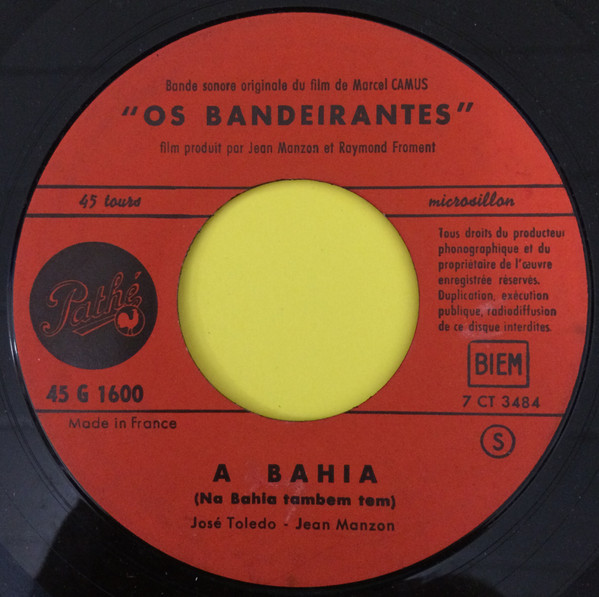 Bande sonore originale du film de Marcel CAMUS
"OS BANDEIRANTES"
film produit par Jean Manzon et Raymond Froment
45 tours
microsillon
Tous droits du producteur
phonographique et du
propriétaire de l'œuvre
enregistrée réservés.
Duplication, exécution
publique, radiodiffusion
de ce disque interdites.
Pathé
BIEM
45 G 1600
7 CT 3484
Made in France
S
A BAHIA
(Na Bahia tambem tem)
José Toledo - Jean Manzon